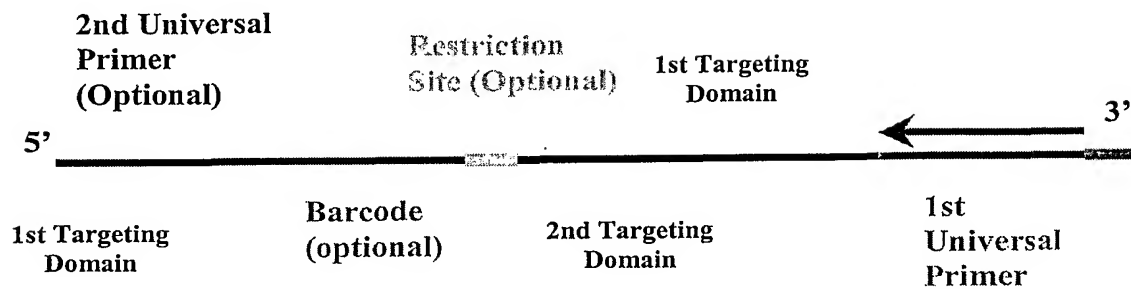 2nd Universal
Primer
(Optional)
Restriction
Site (Optional)
1st Targeting
Domain
5'
3'
1st Targeting
Domain
Barcode
(optional)
2nd Targeting
Domain
1st
Universal
Primer